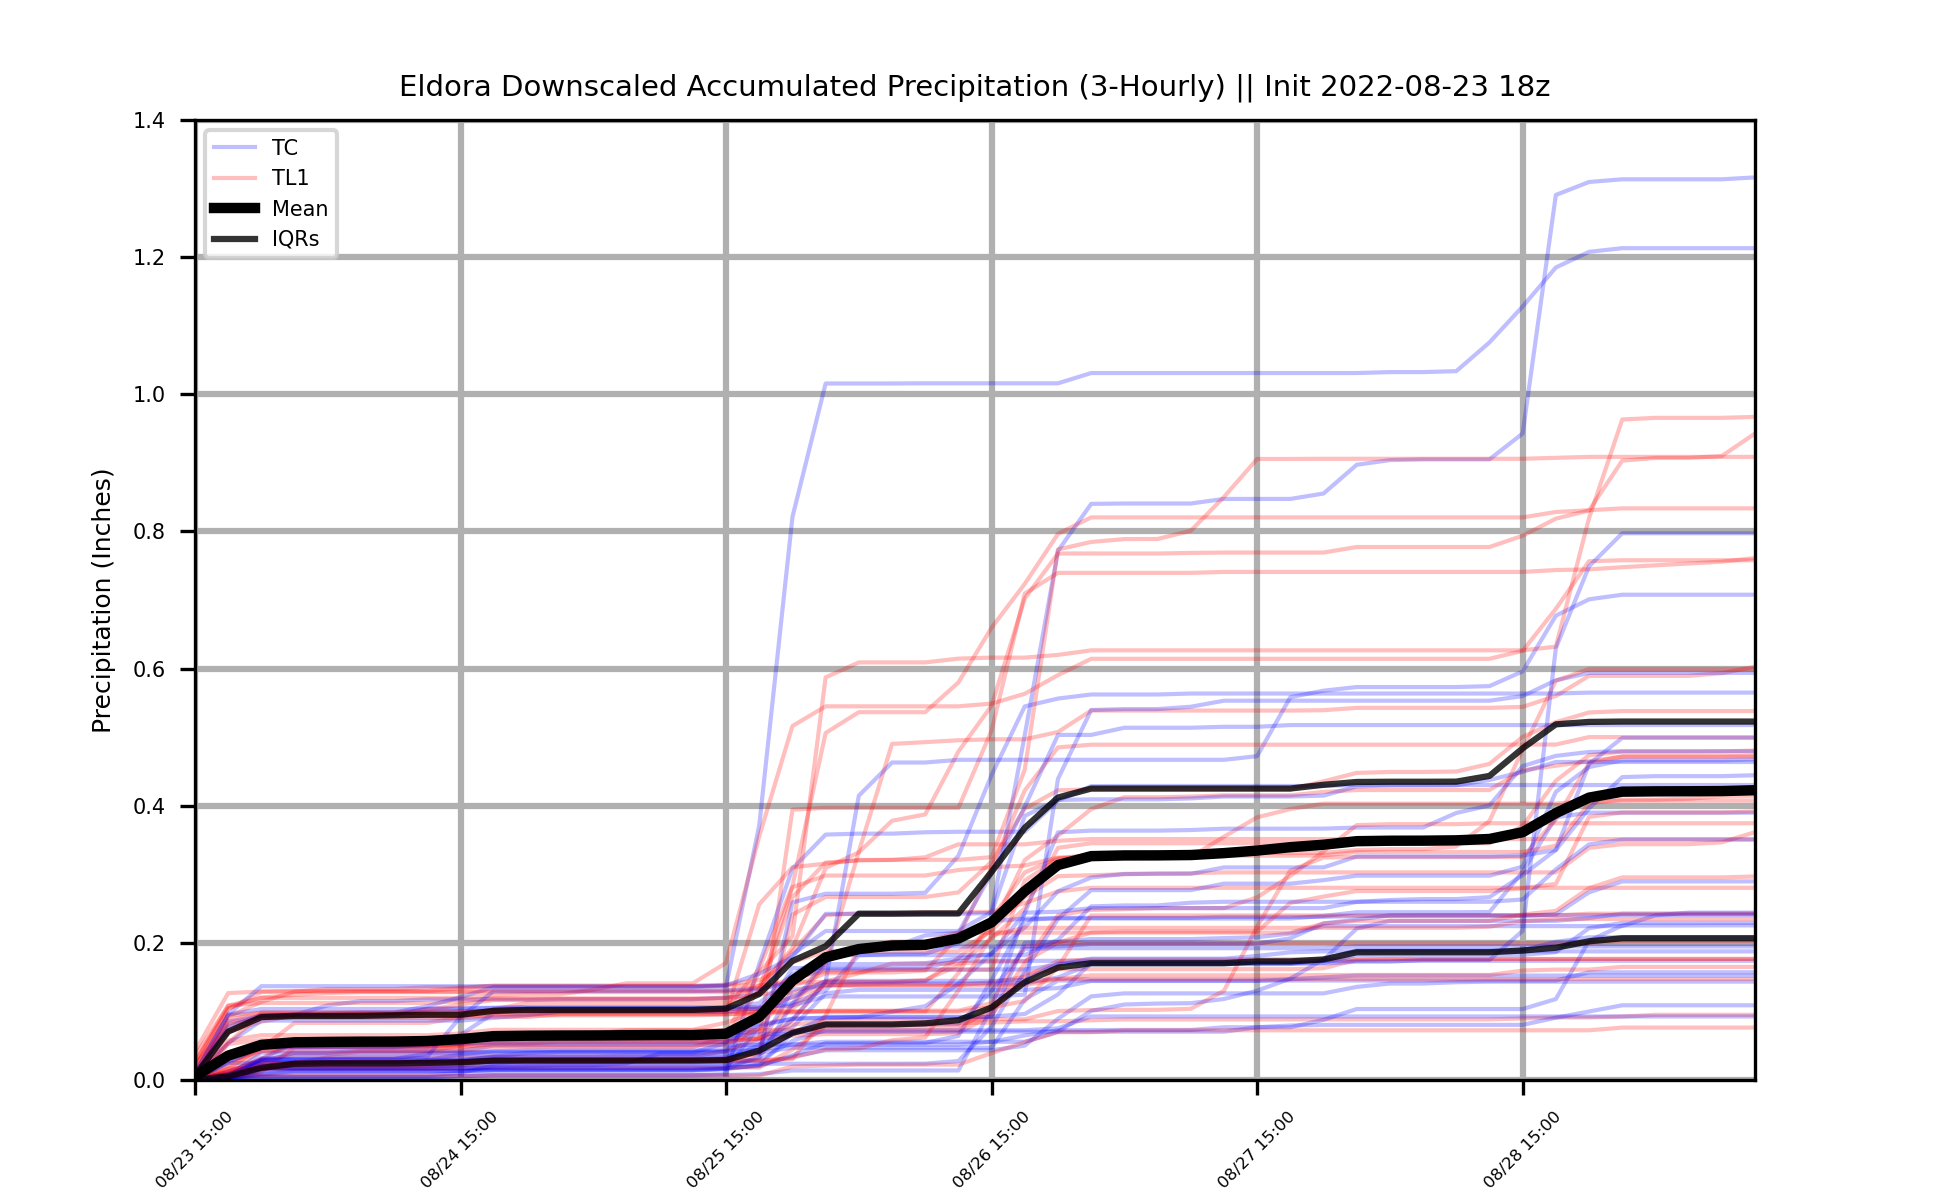 Eldora Downscaled Accumulated Precipitation (3-Hourly) || Init 2022-08-23 18z
TC
TL1
Mean
IQRs
Precipitation (Inches)
1.4
1.2
1.0
0.8
0.6
0.4
0.2
0.0
08/23 15:00
08/24 15:00
08/25 15:00
08/26 15:00
08/27 15:00
08/28 15:00